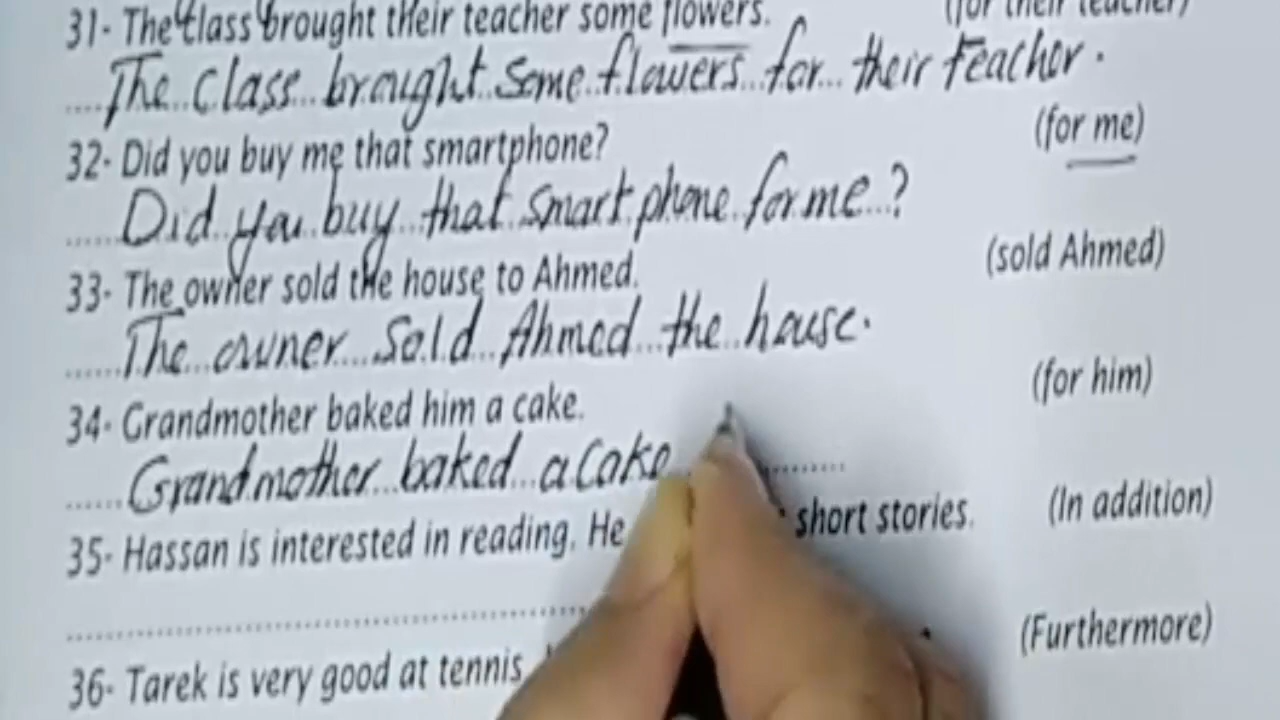 31- The class brought their teacher some flowers. (for their teacher)
The class brought some flowers for their teacher.
32- Did you buy me that smartphone? (for me)
Did you buy that smart phone for me ?
33- The owner sold the house to Ahmed. (sold Ahmed)
The owner sold Ahmed the house.
34- Grandmother baked him a cake. (for him)
Grandmother baked a cake
35- Hassan is interested in reading. He short stories. (In addition)
36- Tarek is very good at tennis (Furthermore)